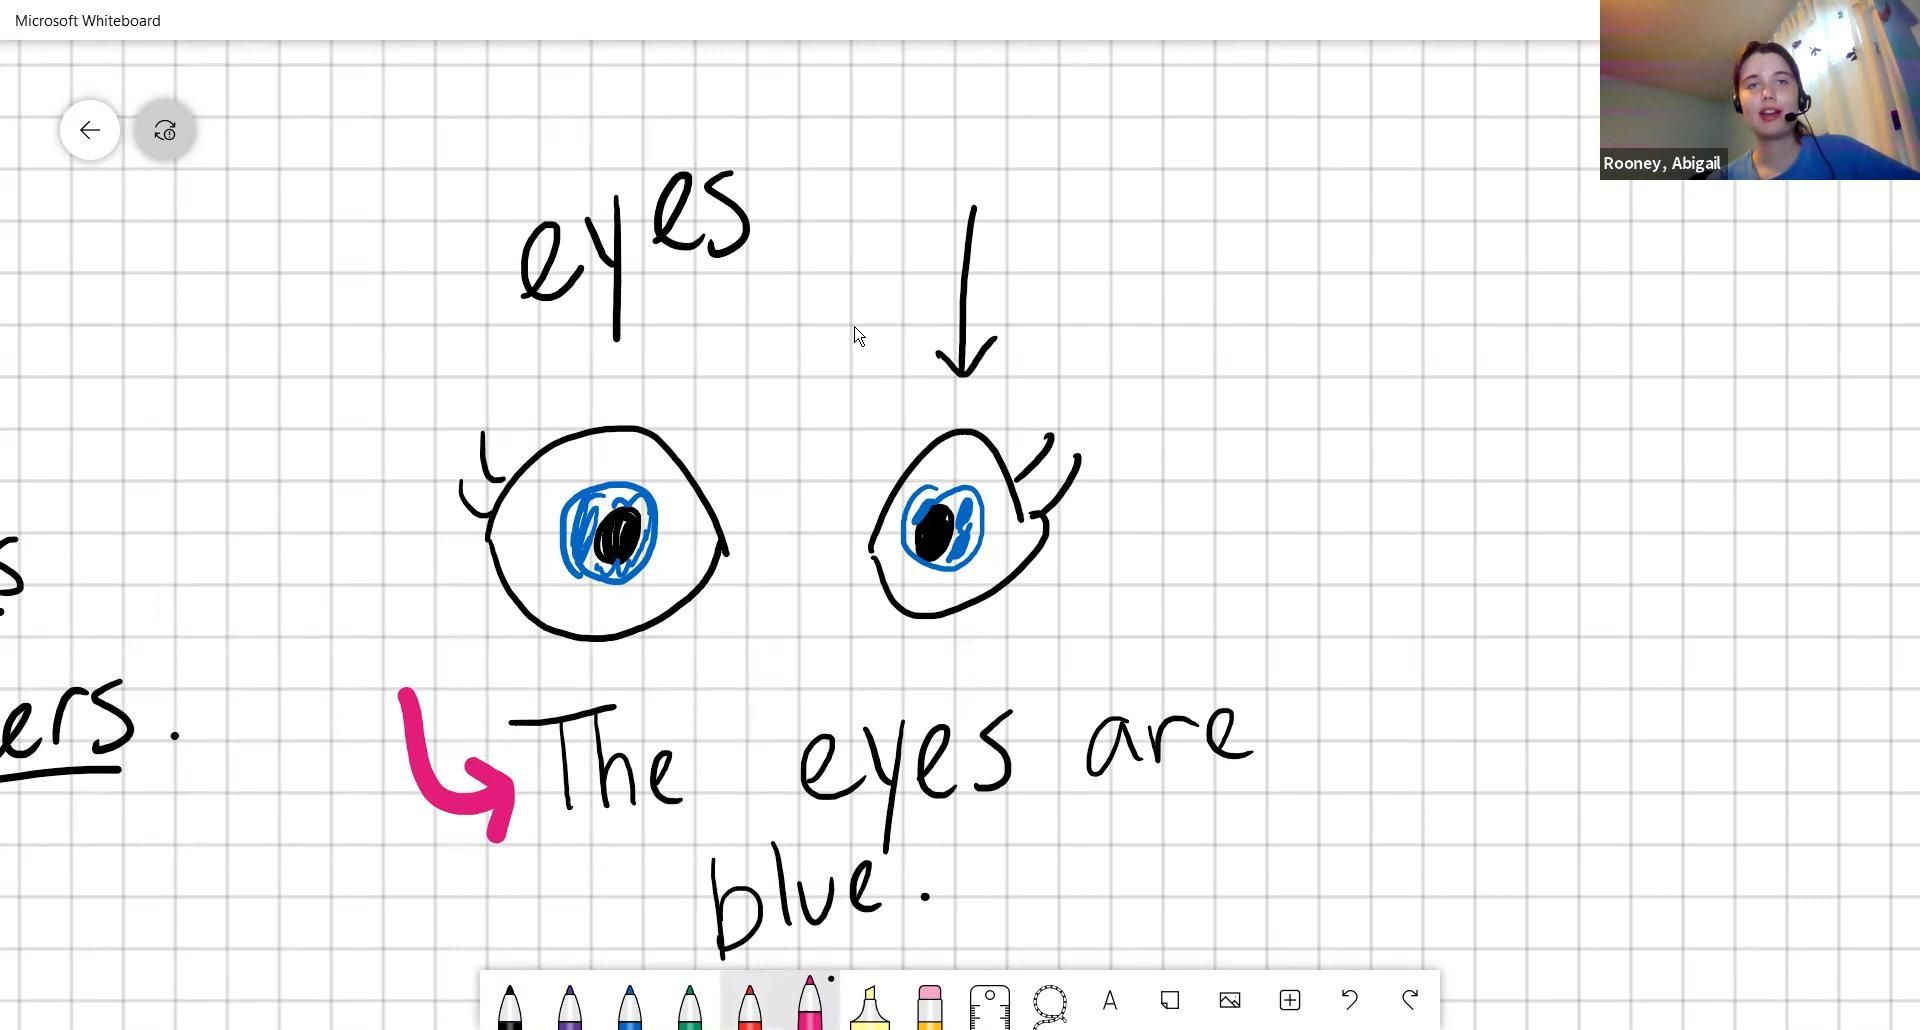 Microsoft Whiteboard
Rooney, Abigail
eyes
s
ers.
The eyes are
blue.